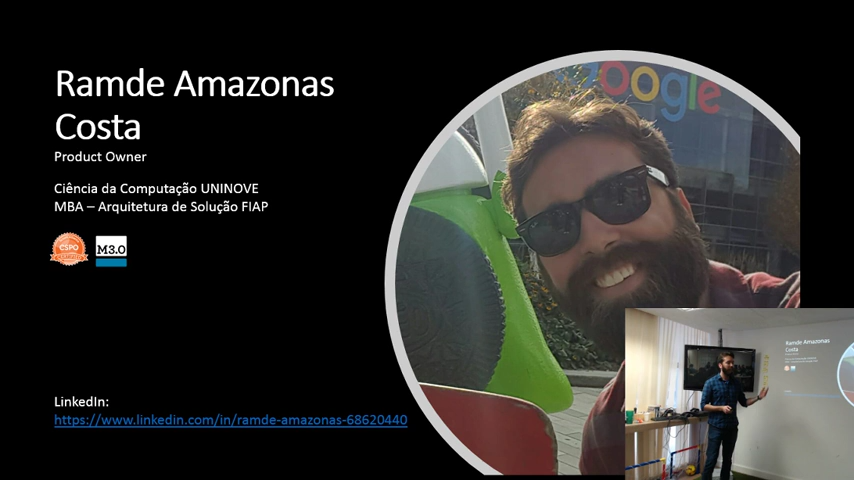 Ramde Amazonas
Costa
Product Owner
Ciência da Computação UNINOVE
MBA – Arquitetura de Solução FIAP
CSPO
M3.0
LinkedIn:
https://www.linkedin.com/in/ramde-amazonas-68620440
Google
Ramde Amazonas
Costa